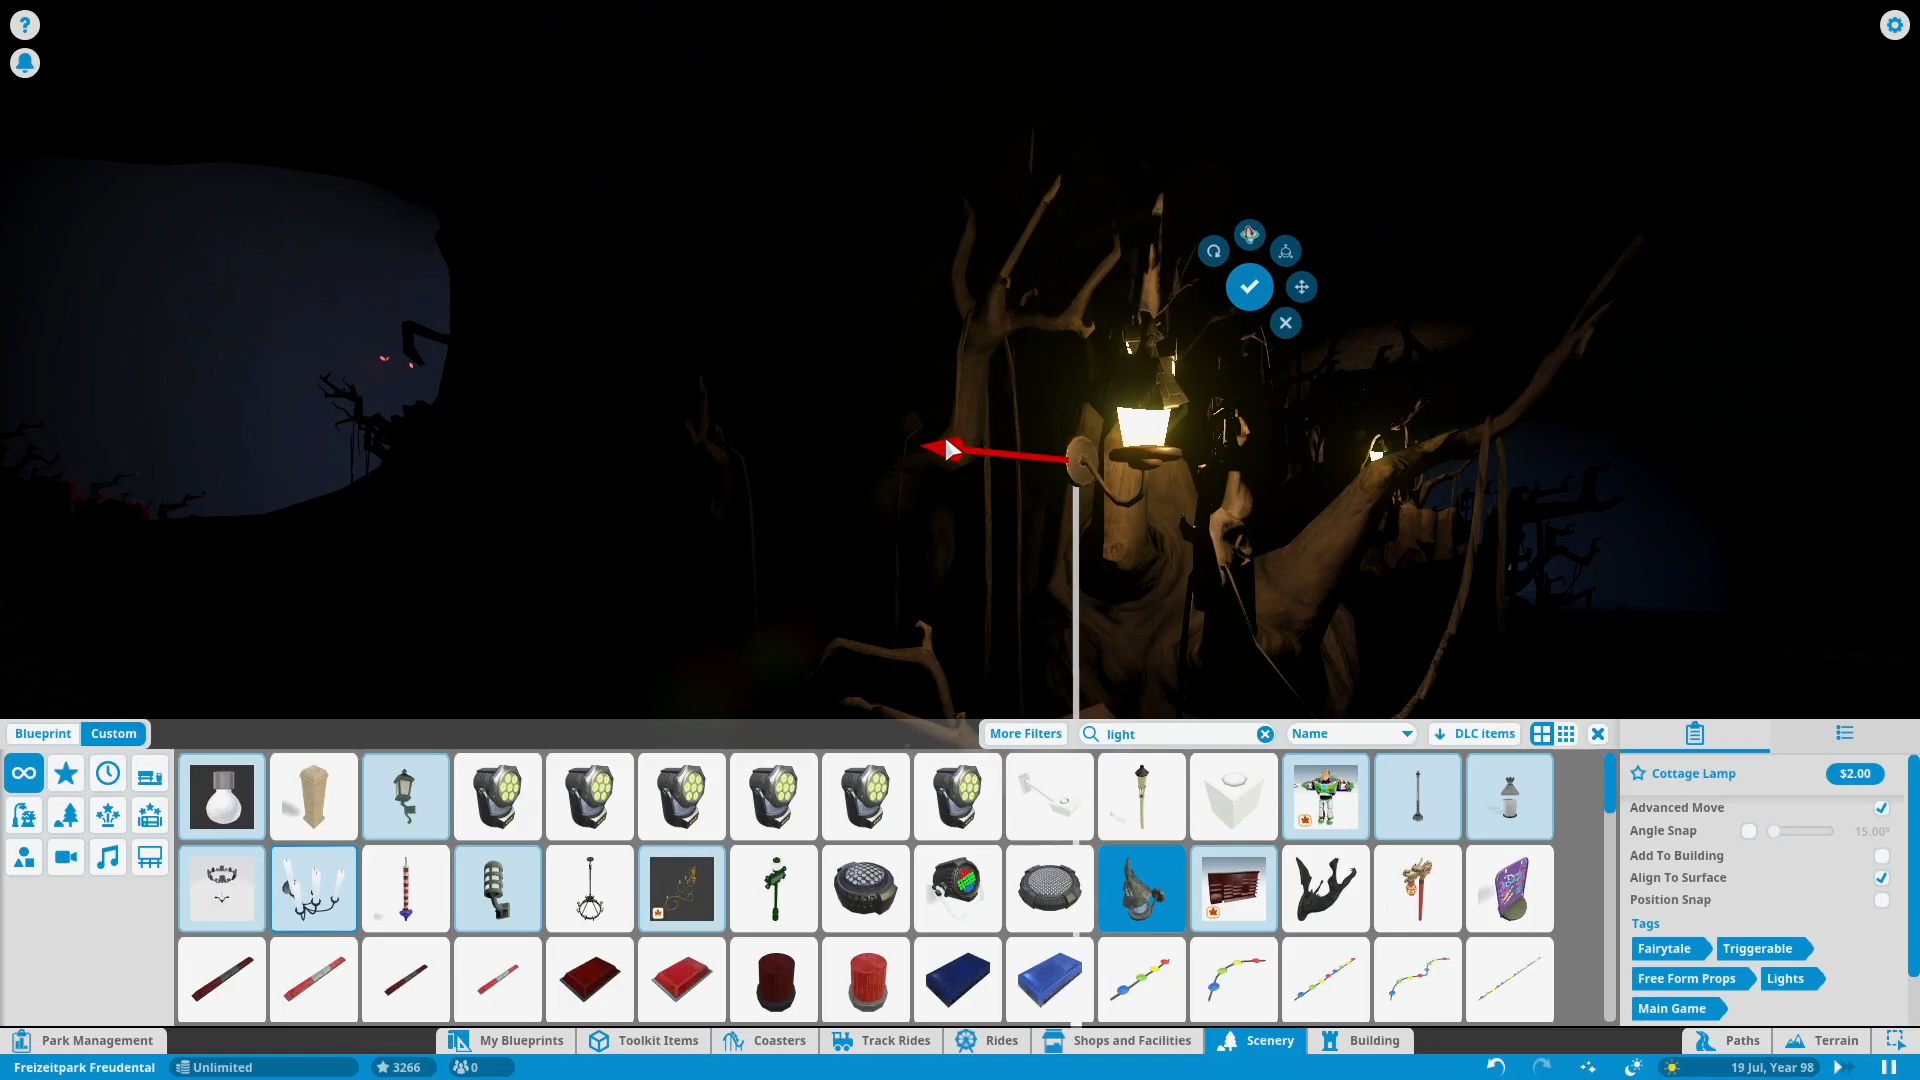 Blueprint Custom More Filters light Name DLC items
Cottage Lamp $2.00
Advanced Move
Angle Snap 15.00°
Add To Building
Align To Surface
Position Snap
Tags
Fairytale Triggerable
Free Form Props Lights
Main Game
Park Management My Blueprints Toolkit Items Coasters Track Rides Rides Shops and Facilities Scenery Building Paths Terrain
Freizeitpark Freudental Unlimited 3266 0 19 Jul, Year 98